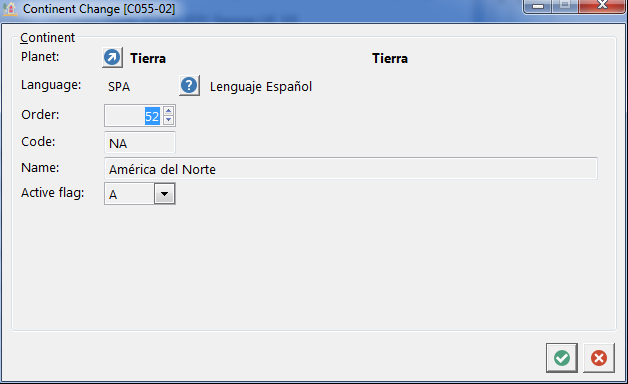 Continent Change [C055-02]
Continent
Planet: Tierra Tierra
Language: SPA ? Lenguaje Español
Order: 52
Code: NA
Name: América del Norte
Active flag: A